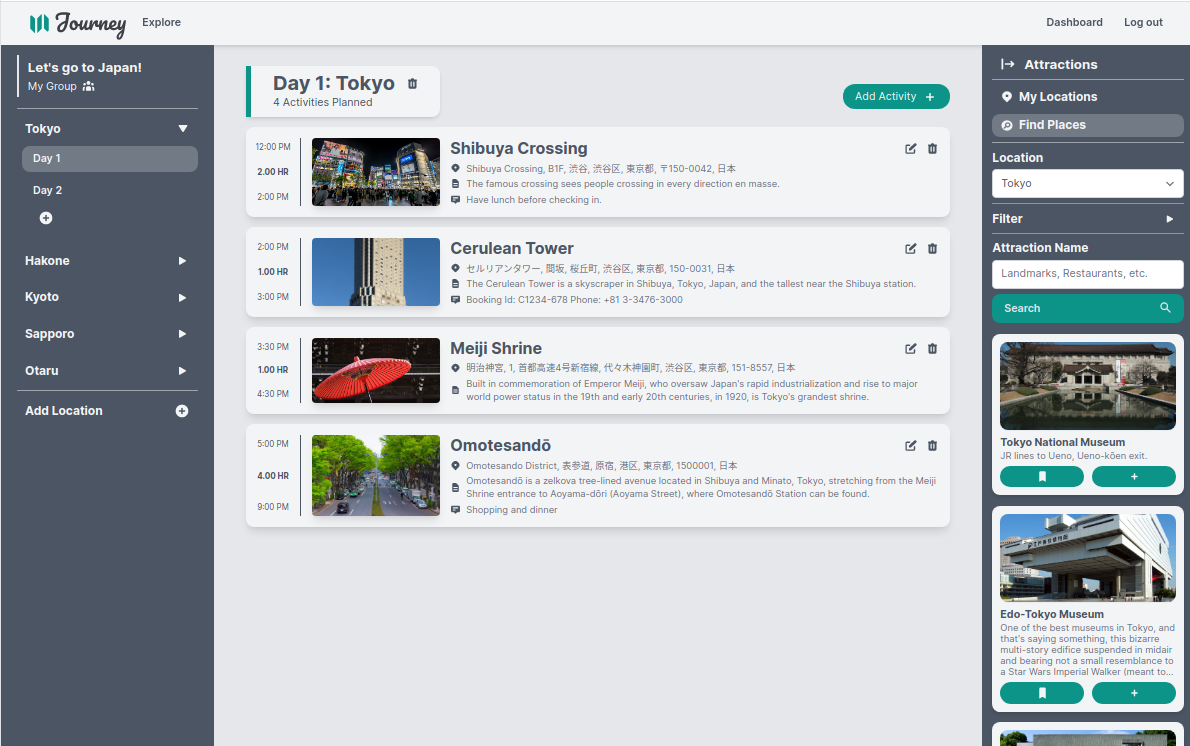 Journey
Explore
Dashboard
Log out
Let's go to Japan!
My Group
Tokyo
Day 1
Day 2
Hakone
Kyoto
Sapporo
Otaru
Add Location
Day 1: Tokyo
4 Activities Planned
Add Activity +
12:00 PM
2.00 HR
2:00 PM
Shibuya Crossing
Shibuya Crossing, B1F, 渋谷, 渋谷区, 東京都, 〒150-0042, 日本
The famous crossing sees people crossing in every direction en masse.
Have lunch before checking in.
2:00 PM
1.00 HR
3:00 PM
Cerulean Tower
セルリアンタワー, 間坂, 桜丘町, 渋谷区, 東京都, 150-0031, 日本
The Cerulean Tower is a skyscraper in Shibuya, Tokyo, Japan, and the tallest near the Shibuya station.
Booking Id: C1234-678 Phone: +81 3-3476-3000
3:30 PM
1.00 HR
4:30 PM
Meiji Shrine
明治神宮, 1, 首都高速4号新宿線, 代々木神園町, 渋谷区, 東京都, 151-8557, 日本
Built in commemoration of Emperor Meiji, who oversaw Japan's rapid industrialization and rise to major
world power status in the 19th and early 20th centuries, in 1920, is Tokyo's grandest shrine.
5:00 PM
4.00 HR
9:00 PM
Omotesandō
Omotesando District, 表参道, 原宿, 港区, 東京都, 1500001, 日本
Omotesandō is a zelkova tree-lined avenue located in Shibuya and Minato, Tokyo, stretching from the Meiji
Shrine entrance to Aoyama-dōri (Aoyama Street), where Omotesandō Station can be found.
Shopping and dinner
Attractions
My Locations
Find Places
Location
Tokyo
Filter
Attraction Name
Landmarks, Restaurants, etc.
Search
Tokyo National Museum
JR lines to Ueno, Ueno-kōen exit.
+
Edo-Tokyo Museum
One of the best museums in Tokyo, and
that's saying something, this bizarre
multi-story edifice suspended in midair
and bearing not a small resemblance to
a Star Wars Imperial Walker (meant to...
+